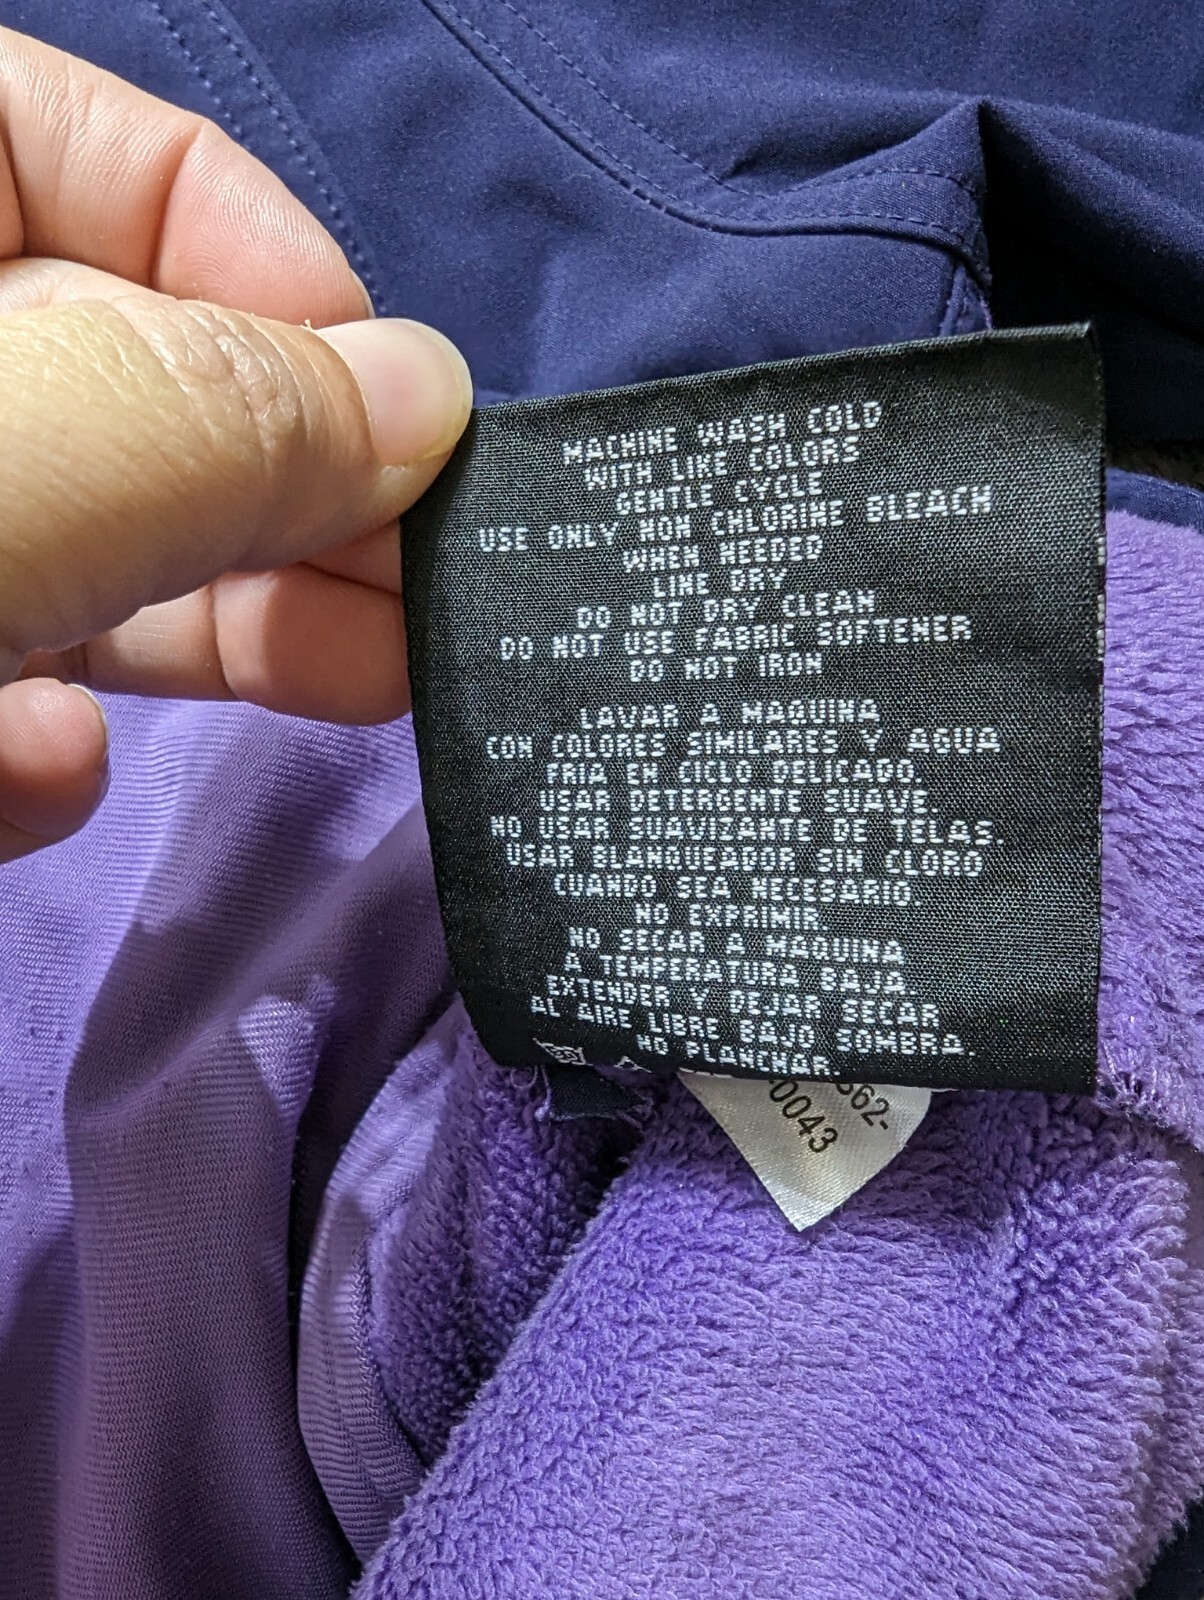 MACHINE WASH COLD
WITH LIKE COLORS
GENTLE CYCLE
USE ONLY NON CHLORINE BLEACH
WHEN NEEDED
LINE DRY
DO NOT DRY CLEAN
DO NOT USE FABRIC SOFTENER
DO NOT IRON
LAVAR A MAQUINA
CON COLORES SIMILARES Y AGUA
FRIA EN CICLO DELICADO.
USAR DETERGENTE SUAVE.
NO USAR SUAVIZANTE DE TELAS.
USAR BLANQUEADOR SIN CLORO
CUANDO SEA NECESARIO.
NO EXPRIMIR
NO SECAR A MAQUINA
A TEMPERATURA BAJA.
EXTENDER Y DEJAR SECAR
AL AIRE LIBRE BAJO SOMBRA.
NO PLANCHAR.
662-
0043